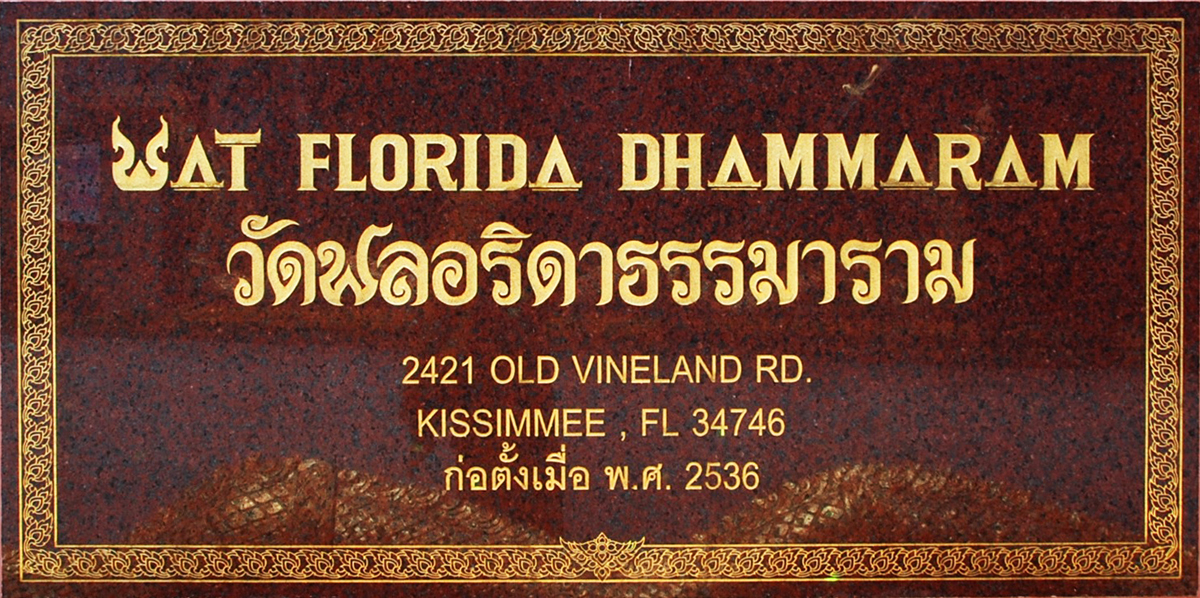 WAT FLORIDA DHAMMARAM
วัดฟลอริดาธรรมาราม
2421 OLD VINELAND RD.
KISSIMMEE , FL 34746
ก่อตั้งเมื่อ พ.ศ. 2536